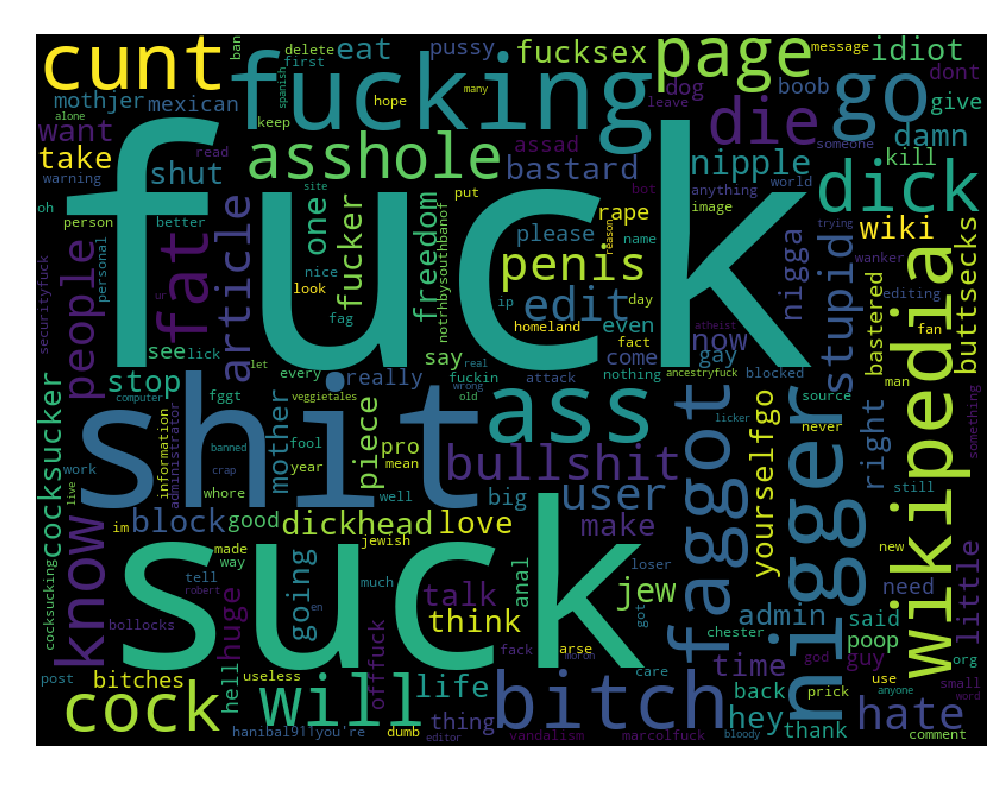 cunt
fucking
fuck
page
go
die
dick
asshole
fucksex
idiot
message
ban
delete
first
eat
pussy
spanish
hope
many
dog
boob
dont
give
mothjer
mexican
keep
leave
someone
damn
alone
want
take
shut
read
warning
site
assad
bastard
nipple
kill
put
bot
anything
world
oh
person
better
one
fucker
freedom
please
rape
image
wiki
trying
securityfuck
people
personal
fat
article
nice
look
notrhbysouthbanof
penis
reason
name
nigga
stupid
wanker
wikipedia
buttsecks
ur
fag
ip
edit
day
homeland
even
fact
now
atheist
bastered
editing
fan
see
lick
let
say
real
come
gay
man
stop
every
really
fuckin
wrong
attack
nothing
ancestryfuck
blocked
computer
fggt
veggietales
old
source
cocksucker
shit
ass
licker
never
something
information
administrator
banned
mother
fool
piece
pro
bullshit
faggot
nigger
right
work
live
crap
year
mean
yourselfgo
still
whore
well
big
user
know
im
block
good
dickhead
love
make
cocksucking
made
jewish
way
going
suck
loser
new
little
tell
robert
huge
much
en
talk
anal
jew
got
need
bollocks
think
chester
admin
said
hell
offfuck
fack
moron
arse
time
god
poop
guy
org
post
bitches
useless
life
care
use
small
cock
will
bitch
back
prick
anyone
word
thing
hey
thank
hate
hanibal911you're
dumb
editor
vandalism
marcolfuck
bloody
comment